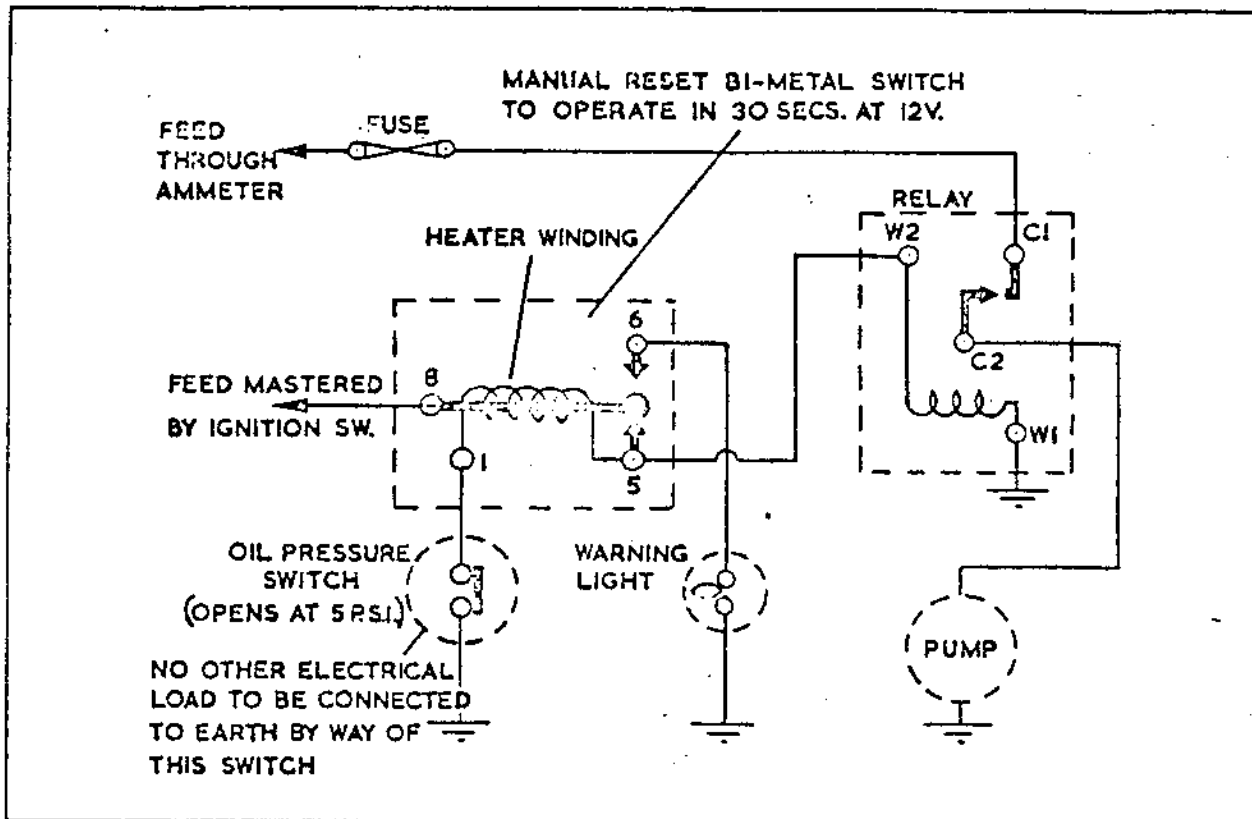 MANUAL RESET BI-METAL SWITCH
TO OPERATE IN 30 SECS. AT 12V.
FUSE
FEED
THROUGH
AMMETER
RELAY
W2
C1
HEATER WINDING
6
C2
8
FEED MASTERED
BY IGNITION SW.
W1
1
5
OIL PRESSURE
SWITCH
(OPENS AT 5 P.S.I.)
WARNING
LIGHT
PUMP
NO OTHER ELECTRICAL
LOAD TO BE CONNECTED
TO EARTH BY WAY OF
THIS SWITCH